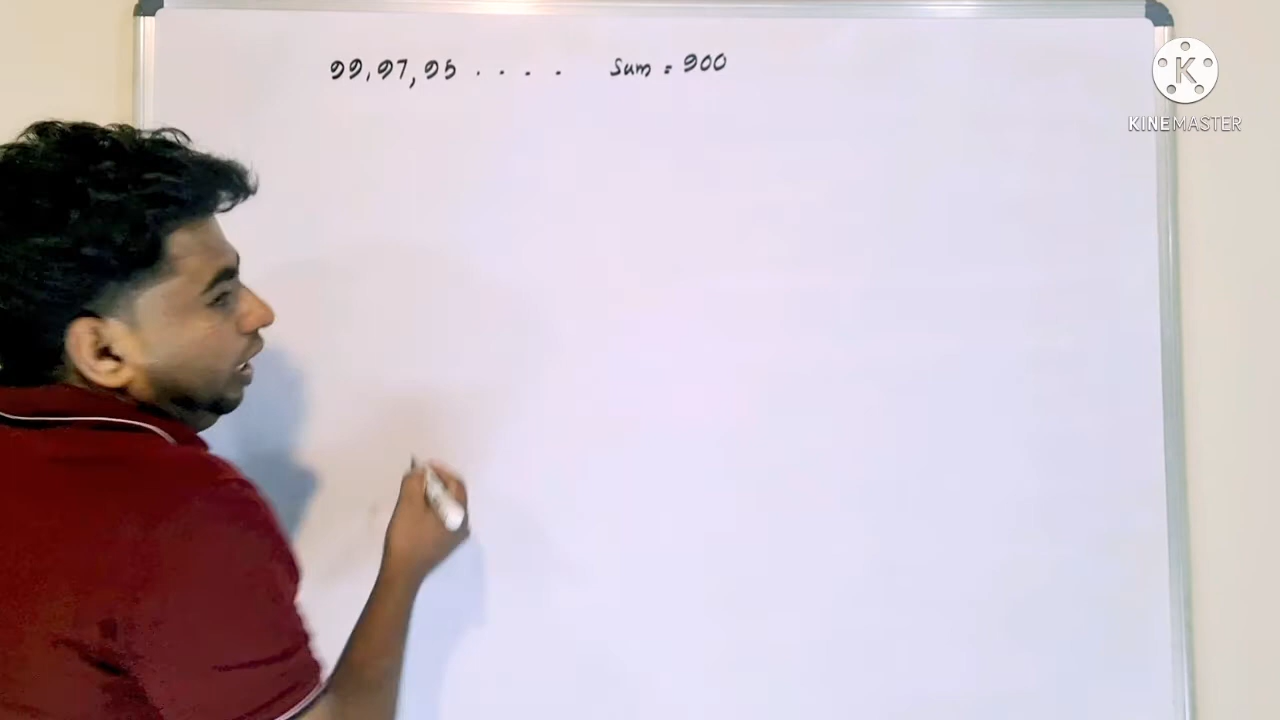 99, 97, 95 . . . . Sum = 900
KINEMASTER